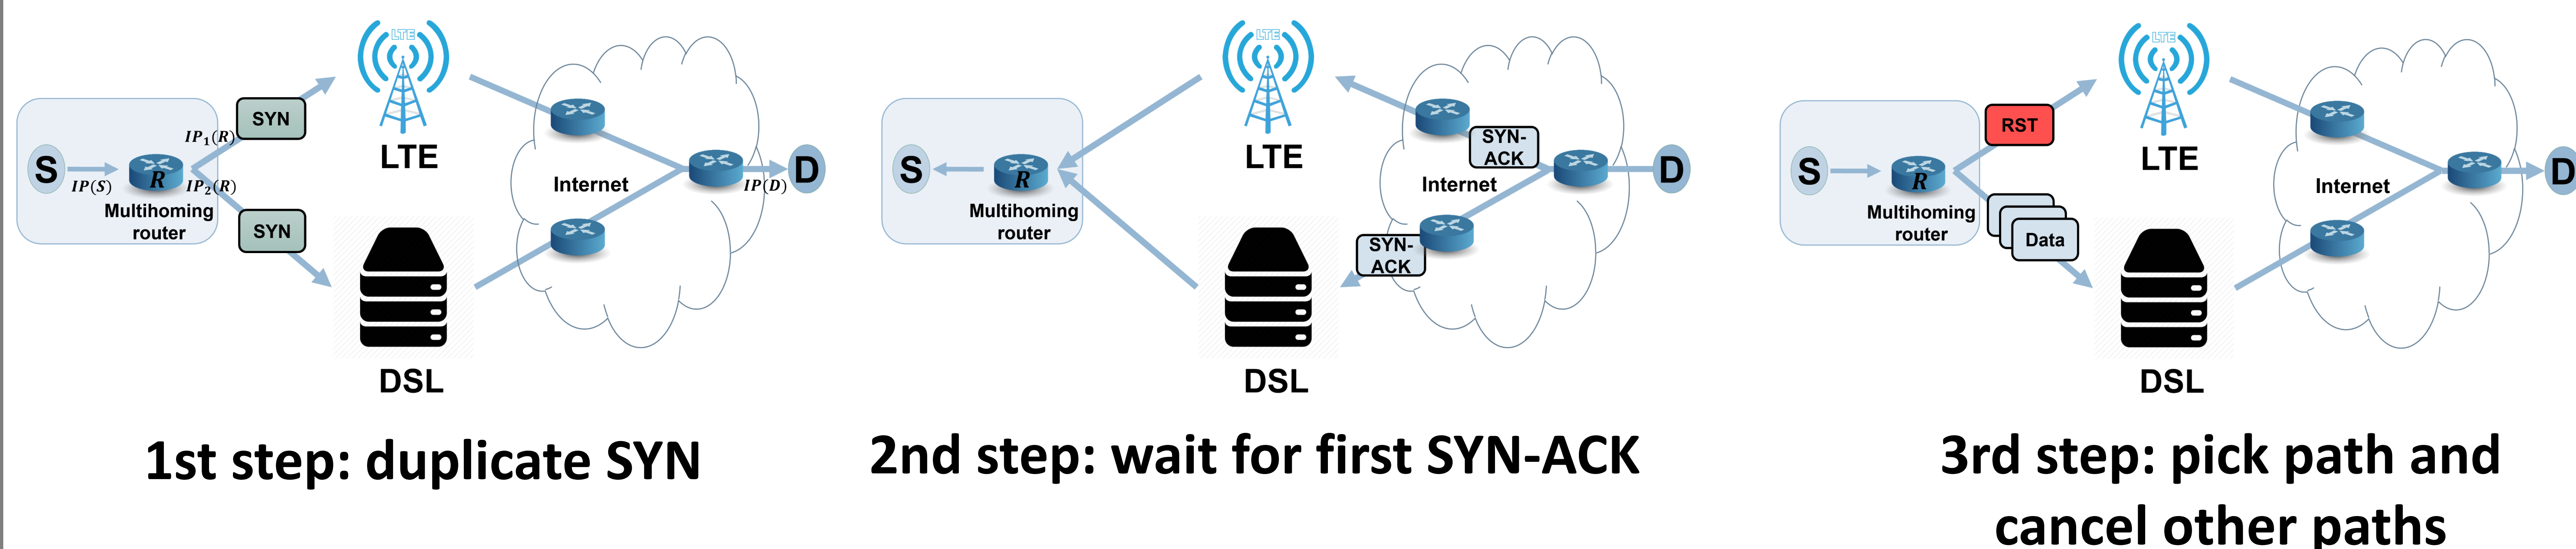 LTE
SYN
IP₁(R)
S
IP(S)
R
IP₂(R)
Multihoming
router
SYN
LTE
Internet
IP(D)
D
DSL
1st step: duplicate SYN
LTE
SYN-
ACK
S
R
Multihoming
router
LTE
Internet
D
SYN-
ACK
DSL
2nd step: wait for first SYN-ACK
LTE
RST
S
R
Multihoming
router
Data
LTE
Internet
D
DSL
3rd step: pick path and
cancel other paths